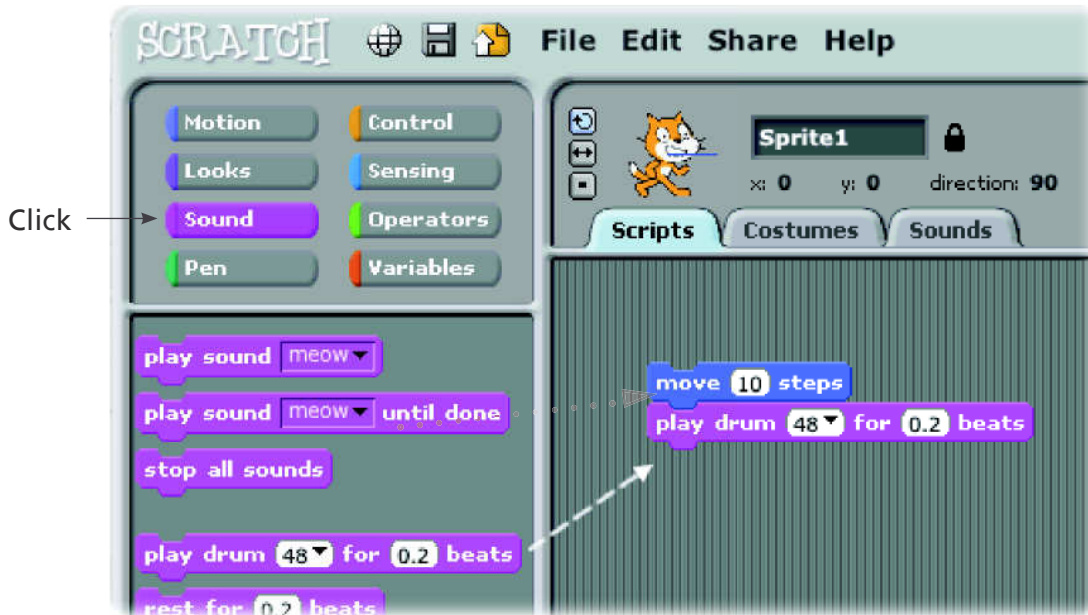 SCRATCH File Edit Share Help
Motion Control
Looks Sensing
Sound Operators
Pen Variables
Click
Sprite1
x: 0 y: 0 direction: 90
Scripts Costumes Sounds
play sound meow
play sound meow until done
stop all sounds
play drum 48 for 0.2 beats
rest for 0.2 beats
move 10 steps
play drum 48 for 0.2 beats